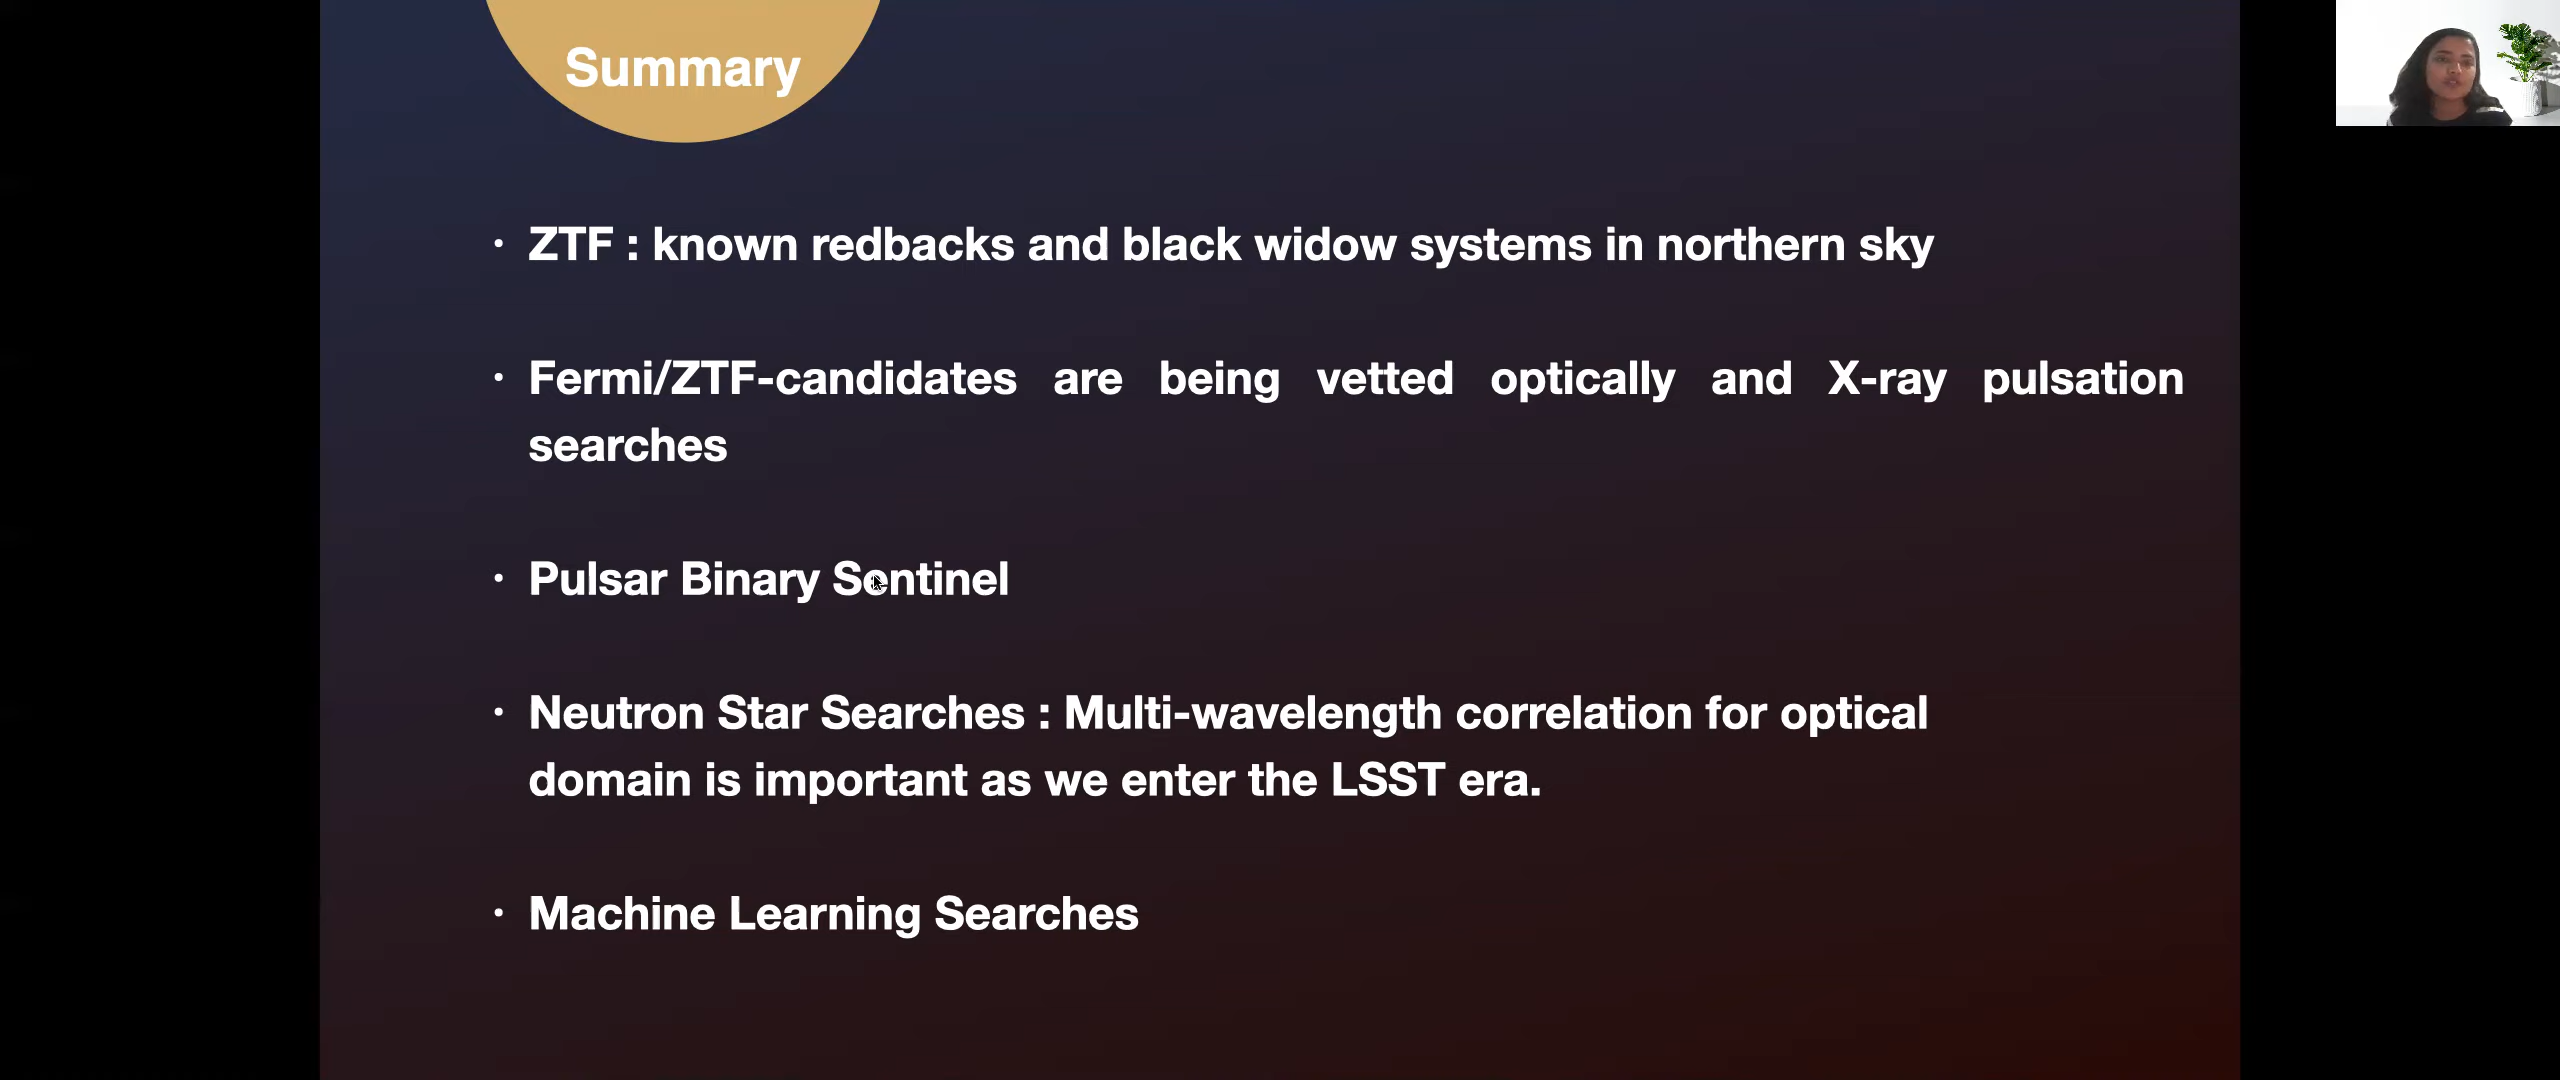 Summary
• ZTF : known redbacks and black widow systems in northern sky
• Fermi/ZTF-candidates are being vetted optically and X-ray pulsation
searches
• Pulsar Binary Sentinel
• Neutron Star Searches : Multi-wavelength correlation for optical
domain is important as we enter the LSST era.
• Machine Learning Searches